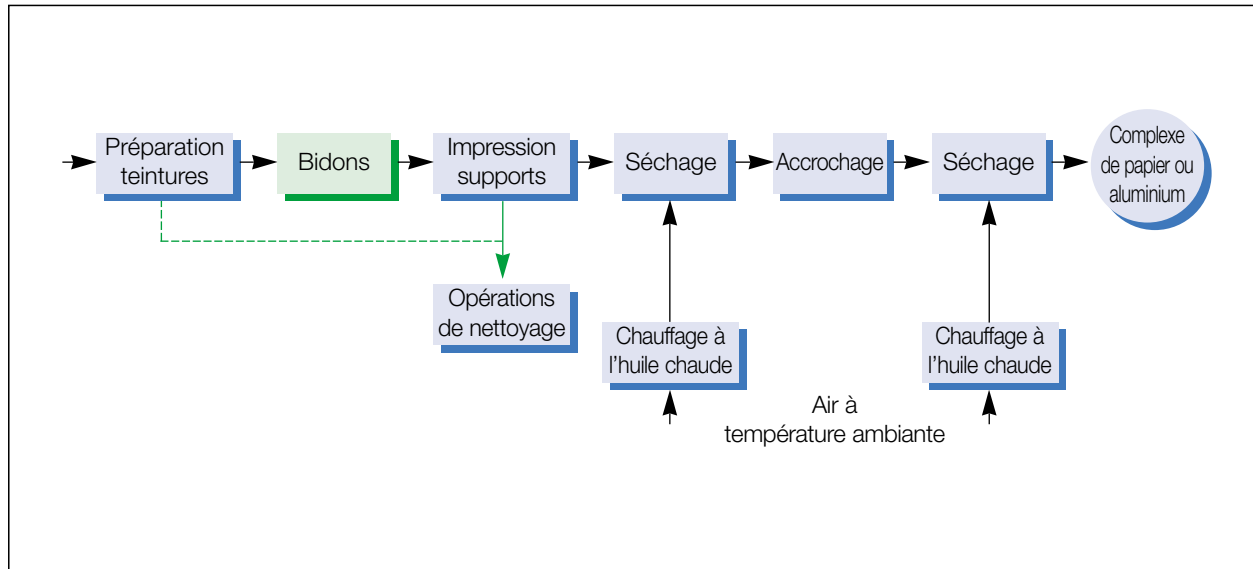 Préparation
teintures
Bidons
Impression
supports
Séchage
Accrochage
Séchage
Complexe
de papier ou
aluminium
Opérations
de nettoyage
Chauffage à
l'huile chaude
Chauffage à
l'huile chaude
Air à
température ambiante